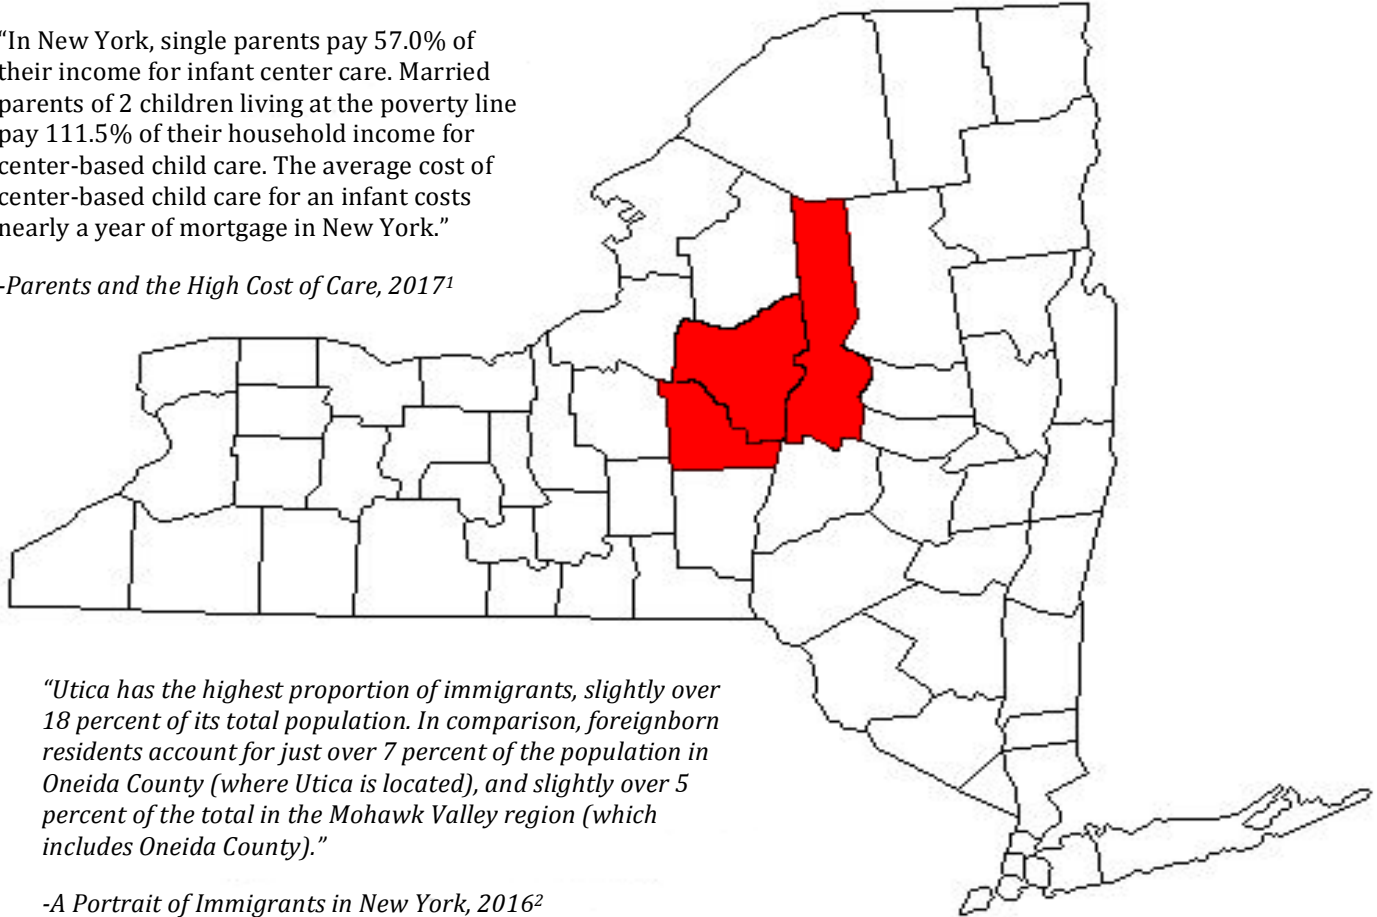 “In New York, single parents pay 57.0% of
their income for infant center care. Married
parents of 2 children living at the poverty line
pay 111.5% of their household income for
center-based child care. The average cost of
center-based child care for an infant costs
nearly a year of mortgage in New York.”
-Parents and the High Cost of Care, 2017¹
“Utica has the highest proportion of immigrants, slightly over
18 percent of its total population. In comparison, foreignborn
residents account for just over 7 percent of the population in
Oneida County (where Utica is located), and slightly over 5
percent of the total in the Mohawk Valley region (which
includes Oneida County).”
-A Portrait of Immigrants in New York, 2016²